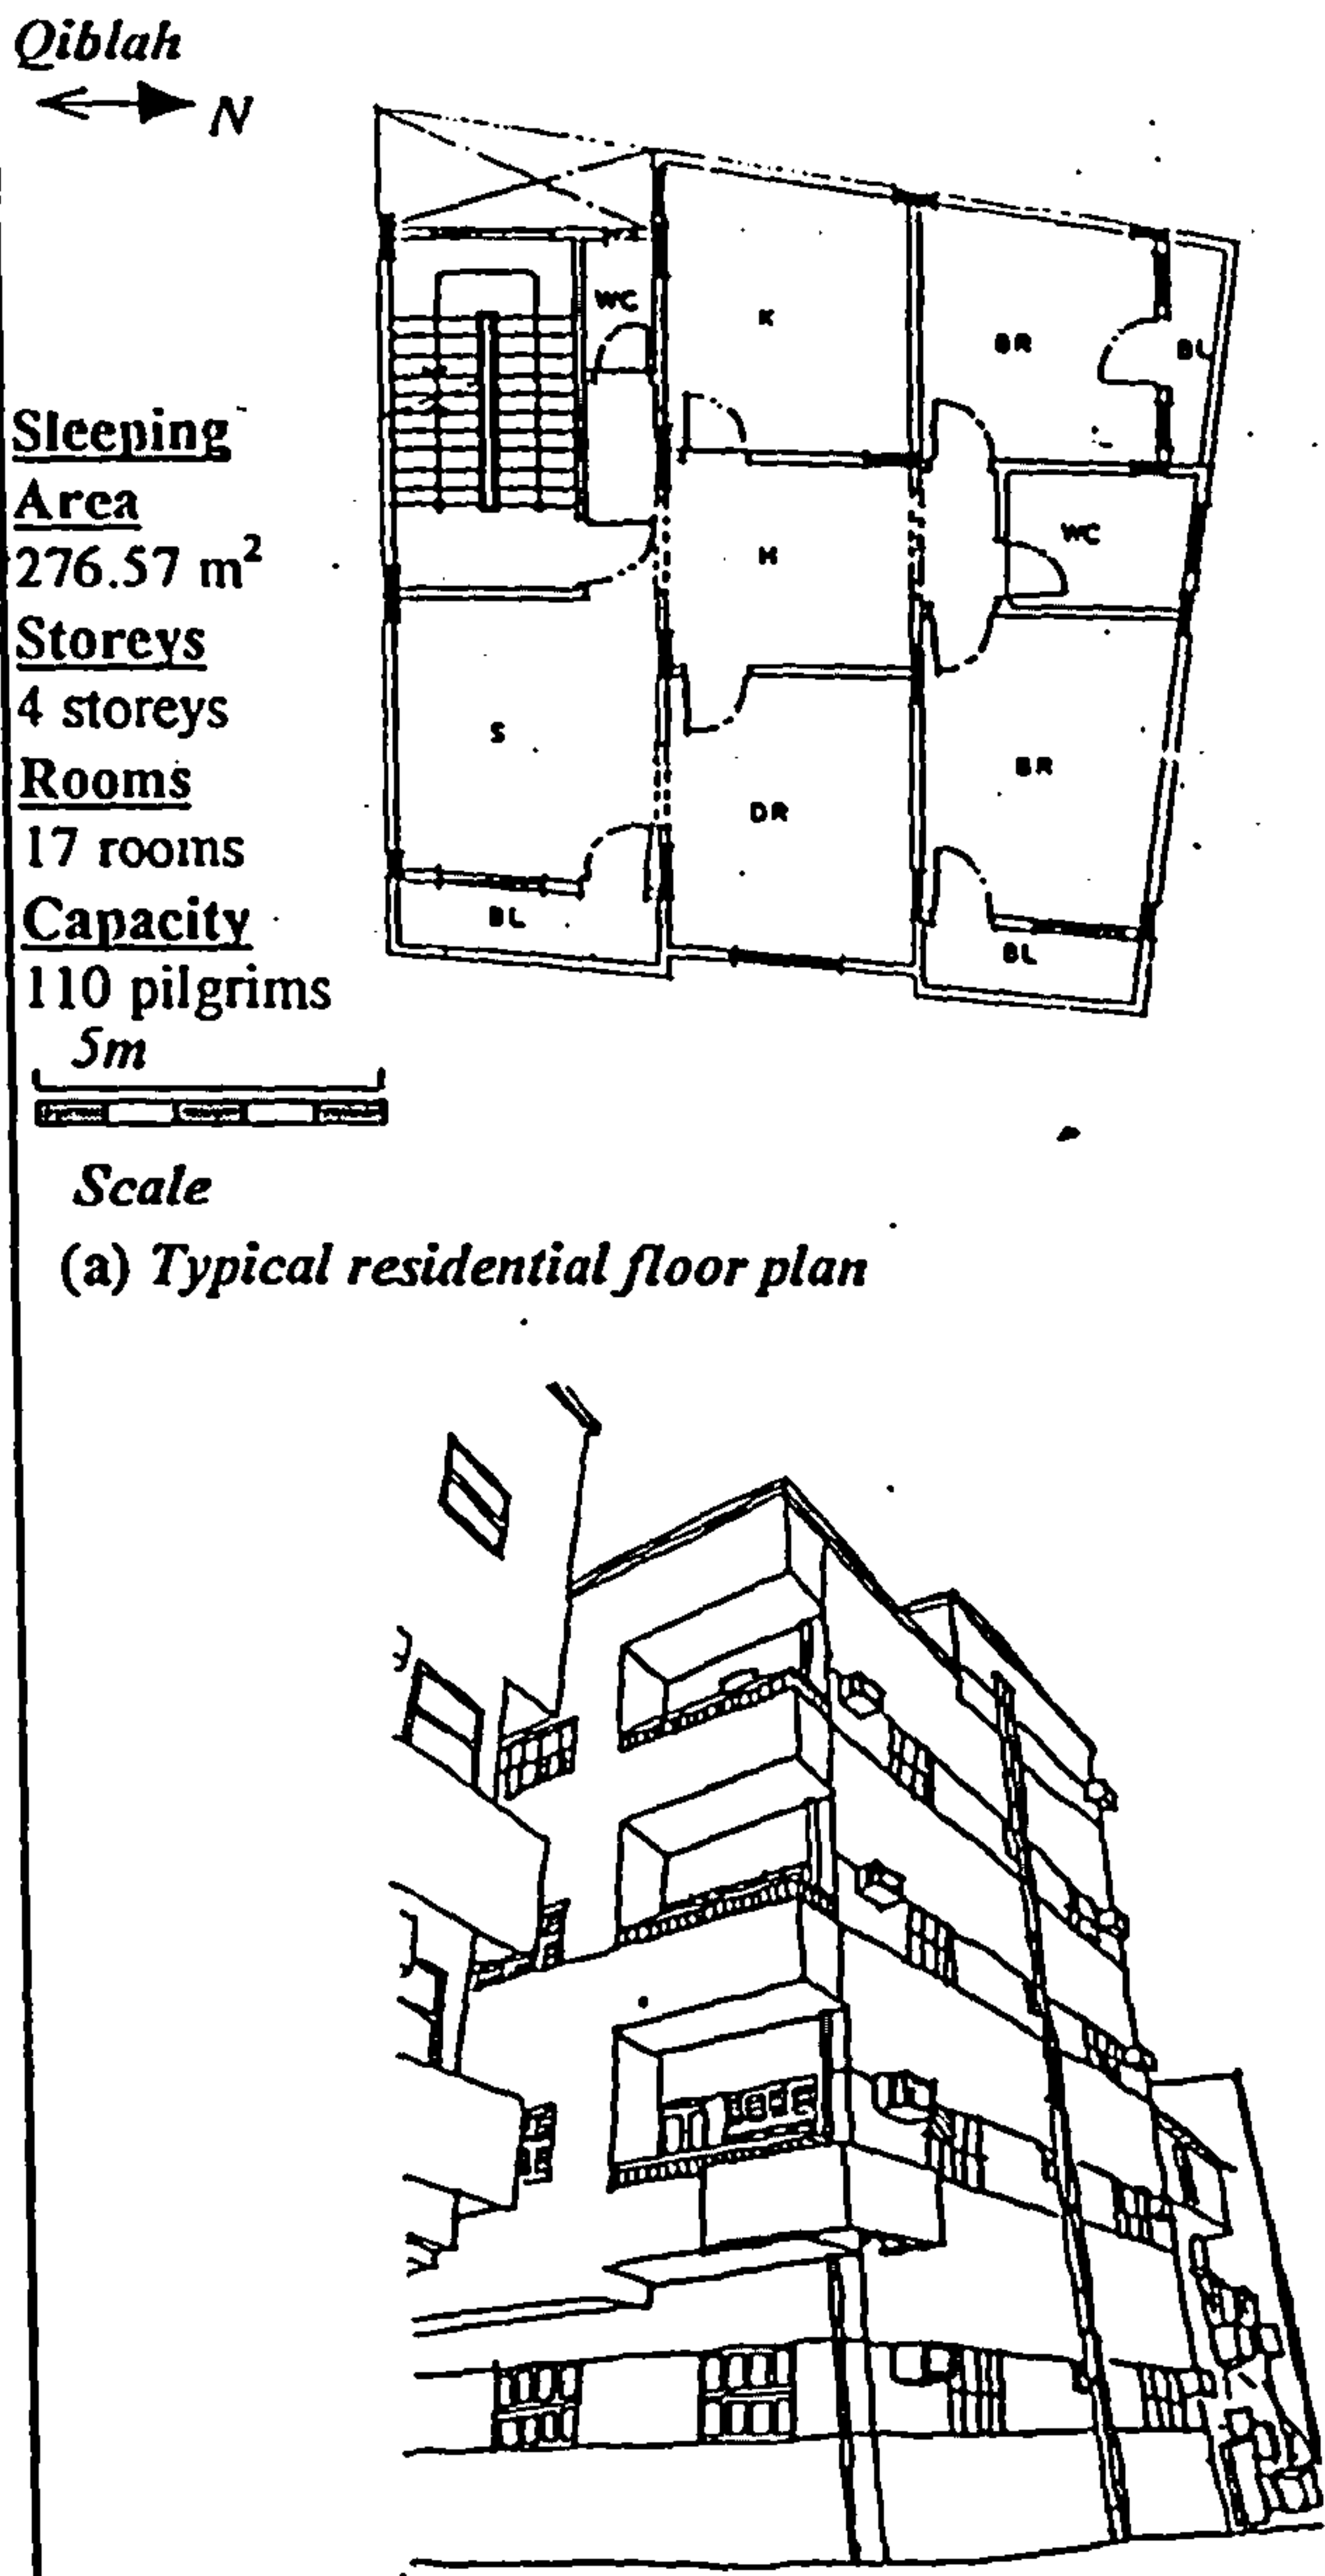 Qiblah
N
WC
K
BR
BL
Sleeping
Area
276.57 m²
Storeys
4 storeys
Rooms
17 rooms
Capacity
110 pilgrims
H
WC
S
DR
BR
BL
BL
5m
Scale
(a) Typical residential floor plan